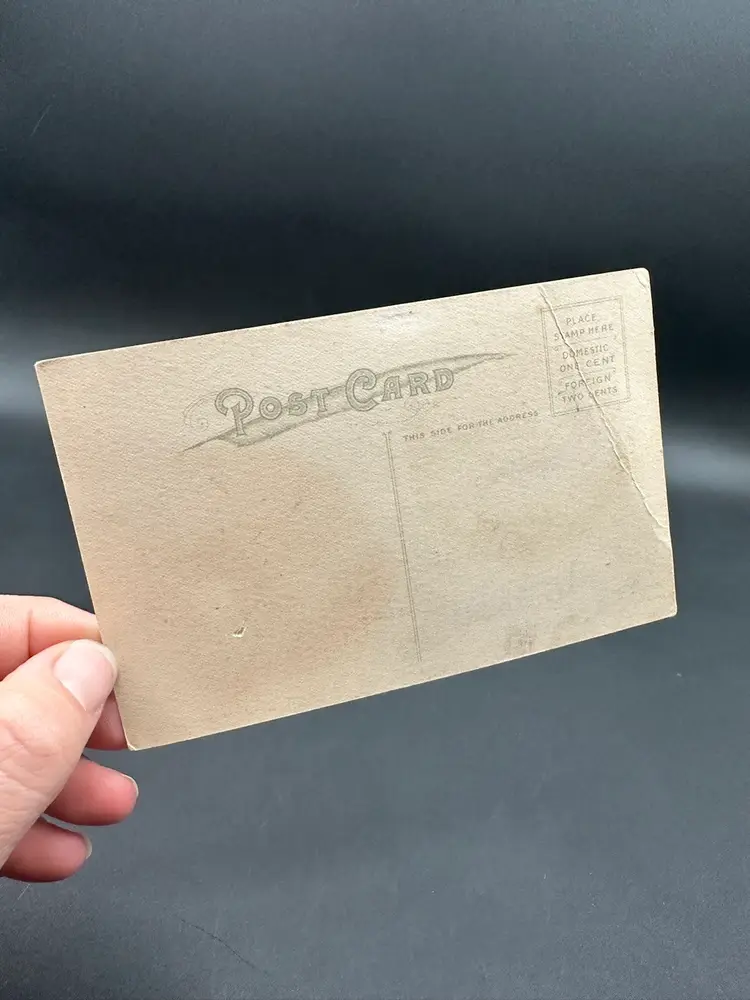 POST CARD
PLACE
STAMP HERE
DOMESTIC
ONE CENT
FOREIGN
TWO CENTS
THIS SIDE FOR THE ADDRESS